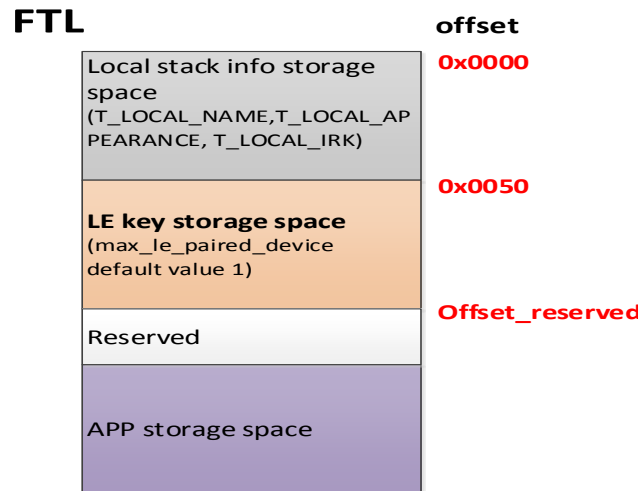 FTL
offset
Local stack info storage
space
(T_LOCAL_NAME,T_LOCAL_AP
PEARANCE, T_LOCAL_IRK)
0x0000
0x0050
LE key storage space
(max_le_paired_device
default value 1)
Offset_reserved
Reserved
APP storage space